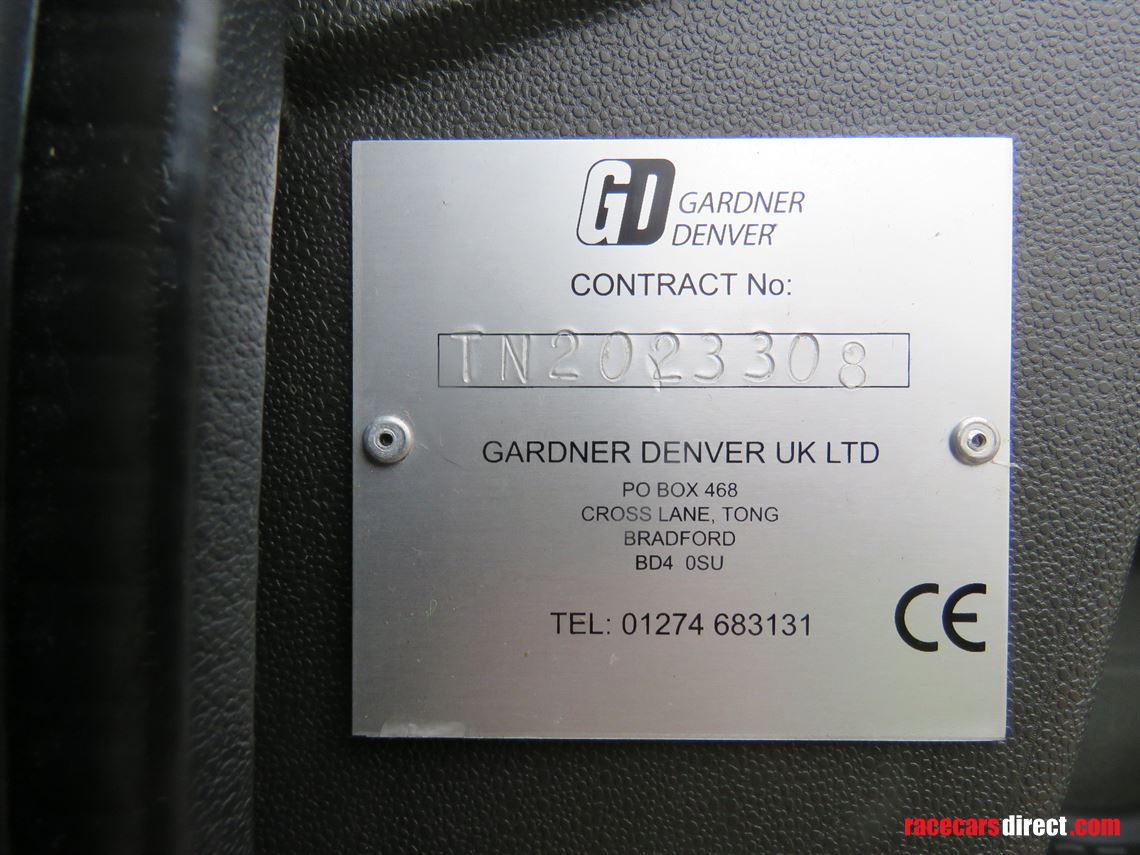 GD GARDNER
DENVER
CONTRACT No:
TN2023308
GARDNER DENVER UK LTD
PO BOX 468
CROSS LANE, TONG
BRADFORD
BD4 0SU
TEL: 01274 683131
CE
racecarsdirect.com